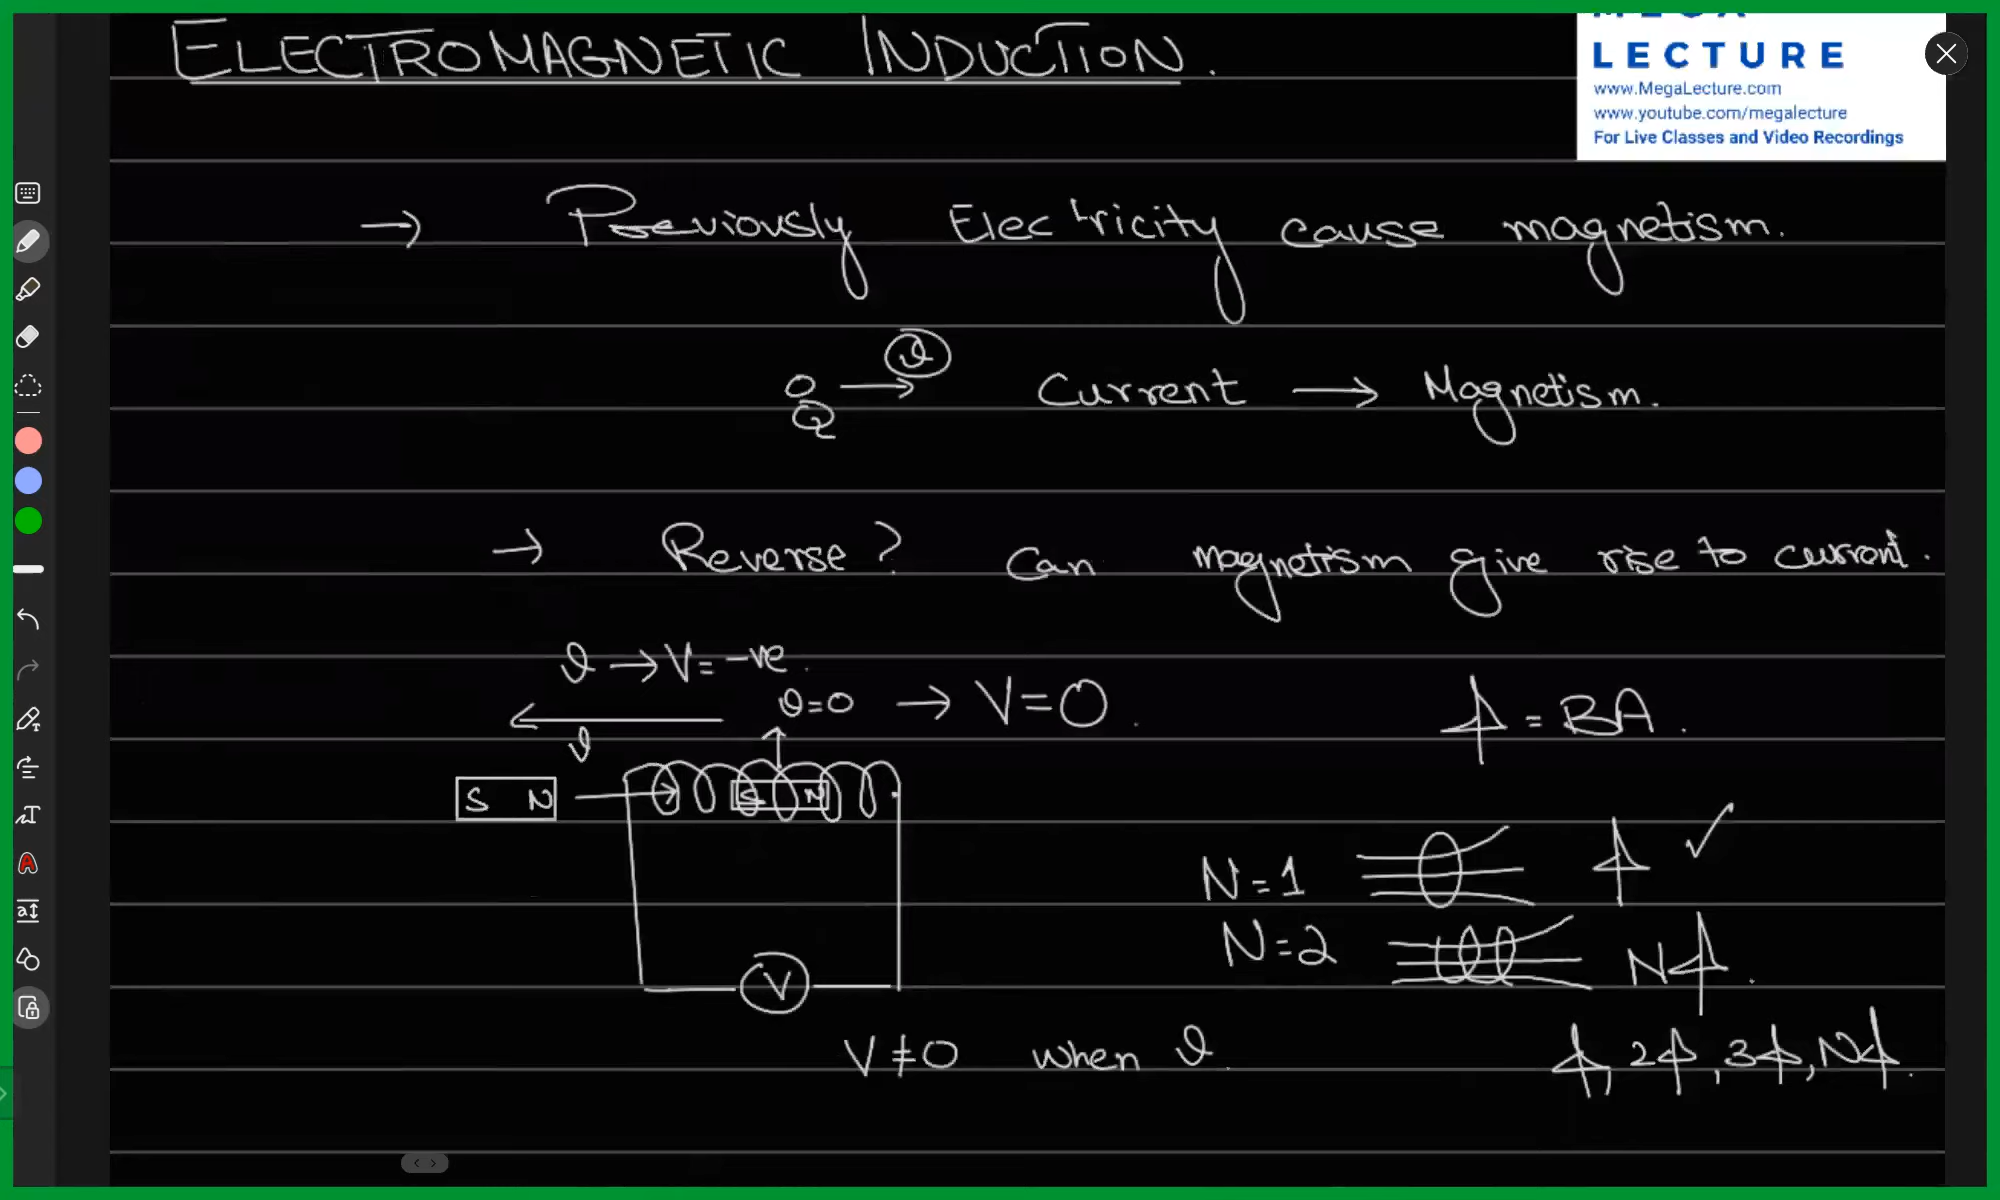 ELECTROMAGNETIC INDUCTION.
LECTURE
www.MegaLecture.com
www.youtube.com/megalecture
For Live Classes and Video Recordings
→ Previously Electricity cause magnetism.
Q → v Current → Magnetism.
→ Reverse? Can magnetism give rise to current.
v → V = -ve.
v=0 → V=0.
v
ϕ = BA.
S N
S N
N=1 ϕ ✓
N=2 Nϕ.
V
V ≠ 0 when v.
ϕ, 2ϕ, 3ϕ, Nϕ.